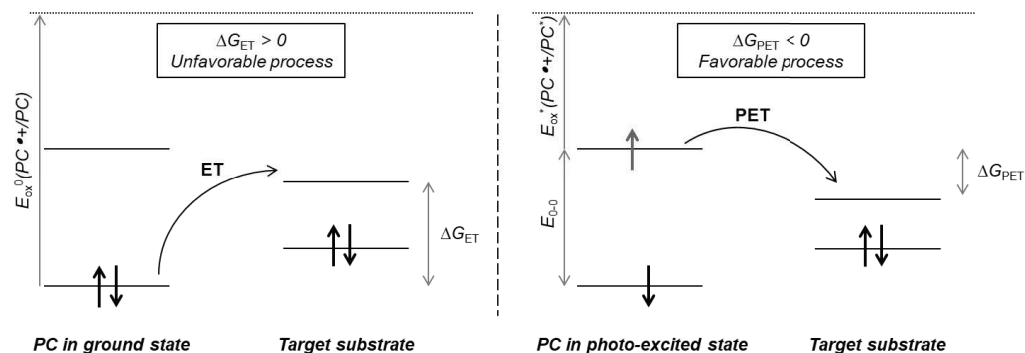 ΔG_ET > 0
Unfavorable process
E_ox^0(PC•+/PC)
ET
ΔG_ET
PC in ground state
Target substrate
ΔG_PET < 0
Favorable process
E_ox^*(PC•+/PC*)
PET
E_0-0
ΔG_PET
PC in photo-excited state
Target substrate